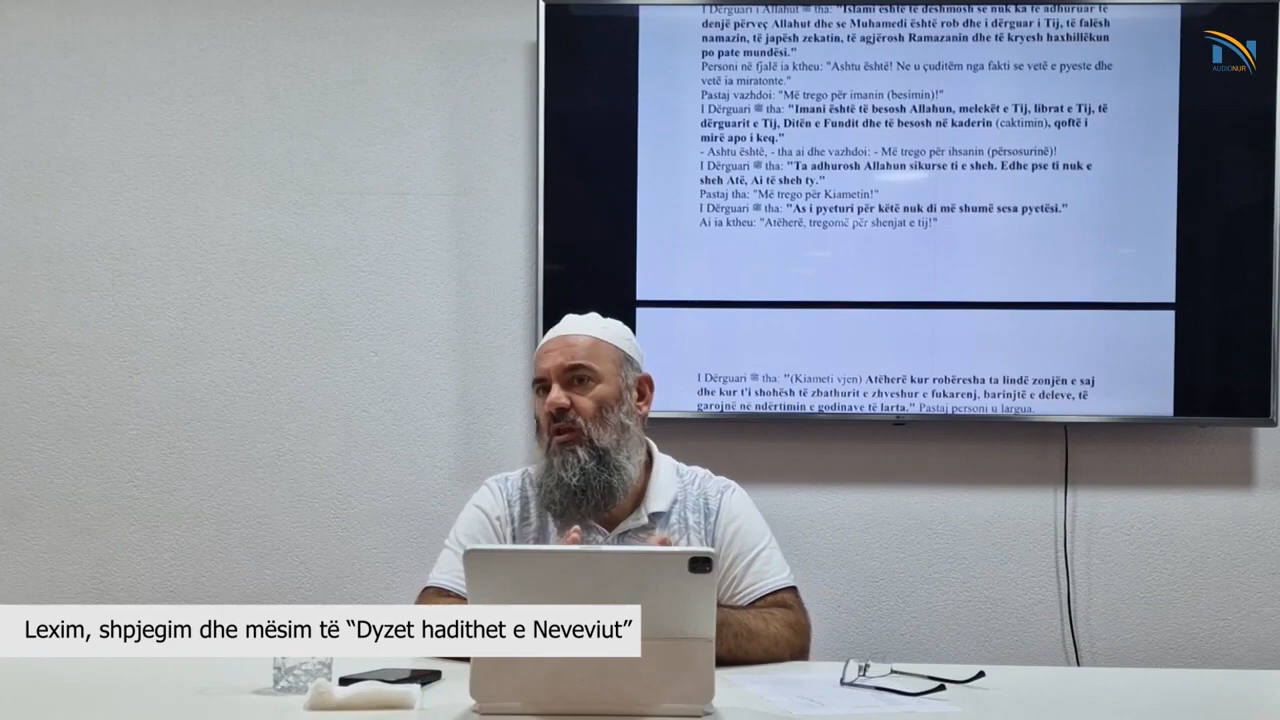 I Dërguari i Allahut ﷺ tha: "Islami është të dëshmosh se nuk ka të adhuruar të
denjë përveç Allahut dhe se Muhamedi është rob dhe i dërguar i Tij, të falësh
namazin, të japësh zekatin, të agjërosh Ramazanin dhe të kryesh haxhillëkun
po pate mundësi."
Personi në fjalë ia ktheu: "Ashtu është! Ne u çuditëm nga fakti se vetë e pyeste dhe
vetë ia miratonte."
Pastaj vazhdoi: "Më trego për imanin (besimin)!"
I Dërguari ﷺ tha: "Imani është të besosh Allahun, melekët e Tij, librat e Tij, të
dërguarit e Tij, Ditën e Fundit dhe të besosh në kaderin (caktimin), qoftë i
mirë apo i keq."
- Ashtu është, - tha ai dhe vazhdoi: - Më trego për ihsanin (përsosurinë)!
I Dërguari ﷺ tha: "Ta adhurosh Allahun sikurse ti e sheh. Edhe pse ti nuk e
sheh Atë, Ai të sheh ty."
Pastaj tha: "Më trego për Kiametin!"
I Dërguari ﷺ tha: "As i pyeturi për këtë nuk di më shumë sesa pyetësi."
Ai ia ktheu: "Atëherë, tregomë për shenjat e tij!"
I Dërguari ﷺ tha: "(Kiameti vjen) Atëherë kur robëresha ta lindë zonjën e saj
dhe kur t'i shohësh të zbathurit e zhveshur e fukarenj, barinjtë e deleve, të
garojnë në ndërtimin e godinave të larta." Pastaj personi u largua.
AUDIONUR
Lexim, shpjegim dhe mësim të “Dyzet hadithet e Neveviut”